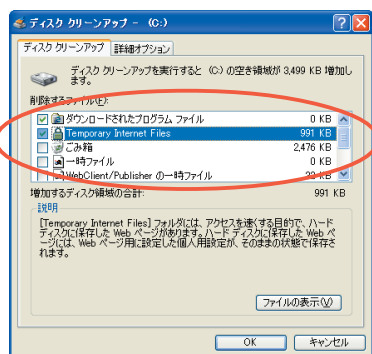 ディスク クリーンアップ - (C:)
ディスク クリーンアップ 詳細オプション
ディスク クリーンアップを実行すると (C:) の空き領域が 3,499 KB 増加し
ます。
削除するファイル(F):
ダウンロードされたプログラム ファイル 0 KB
Temporary Internet Files 991 KB
ごみ箱 2,476 KB
一時ファイル 0 KB
WebClient/Publisher の一時ファイル 32 KB
増加するディスク領域の合計: 991 KB
説明
[Temporary Internet Files] フォルダには、アクセスを速くする目的で、ハード
ディスクに保存した Web ページがあります。ハード ディスクに保存した Web ペ
ージには、Web ページ用に設定した個人用設定が、そのままの状態で保存さ
れます。
ファイルの表示(V)
OK キャンセル